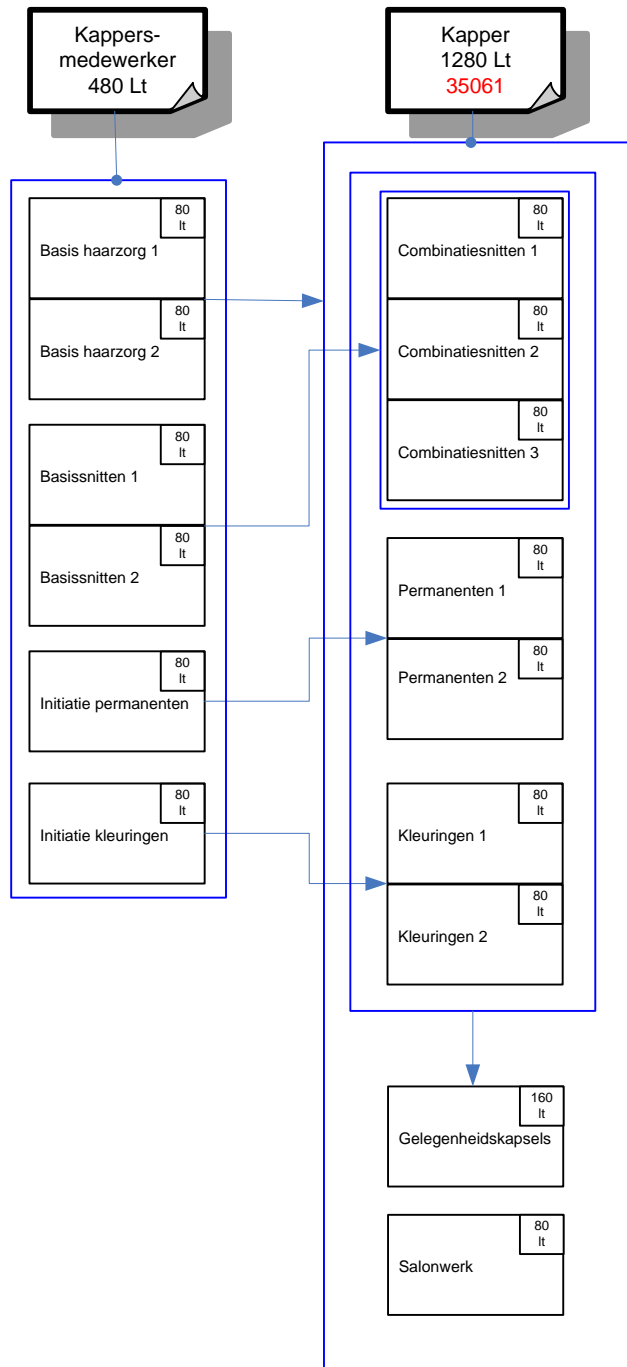 Kappers-
medewerker
480 Lt
Kapper
1280 Lt
35061
80
lt
Basis haarzorg 1
80
lt
Basis haarzorg 2
80
lt
Basissnitten 1
80
lt
Basissnitten 2
80
lt
Initiatie permanenten
80
lt
Initiatie kleuringen
80
lt
Combinatiesnitten 1
80
lt
Combinatiesnitten 2
80
lt
Combinatiesnitten 3
80
lt
Permanenten 1
80
lt
Permanenten 2
80
lt
Kleuringen 1
80
lt
Kleuringen 2
160
lt
Gelegenheidskapsels
80
lt
Salonwerk